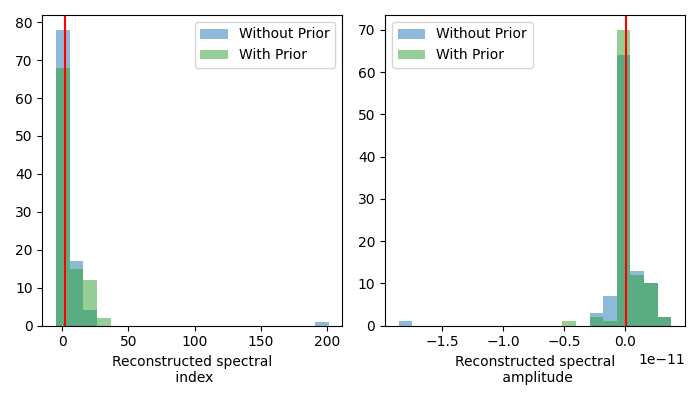 80
70
60
50
40
30
20
10
0
0
50
100
150
200
Reconstructed spectral
index
Without Prior
With Prior
70
60
50
40
30
20
10
0
−1.5
−1.0
−0.5
0.0
1e−11
Reconstructed spectral
amplitude
Without Prior
With Prior